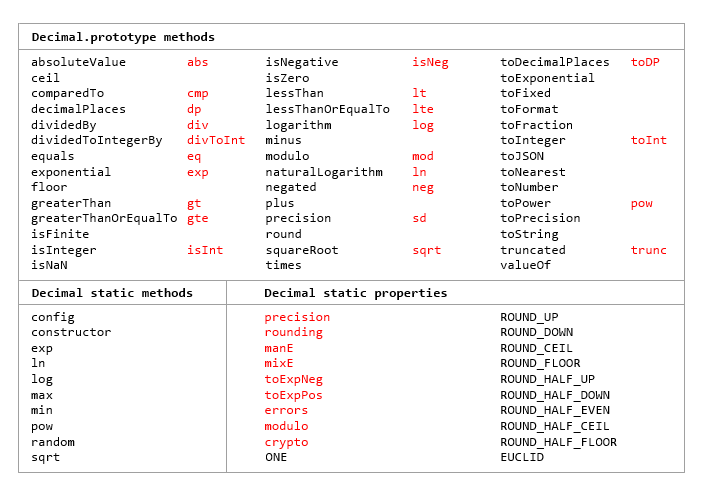 Decimal.prototype methods
absoluteValue abs isNegative isNeg toDecimalPlaces toDP
ceil isZero toExponential
comparedTo cmp lessThan lt toFixed
decimalPlaces dp lessThanOrEqualTo lte toFormat
dividedBy div logarithm log toFraction
dividedToIntegerBy divToInt minus toInteger toInt
equals eq modulo mod toJSON
exponential exp naturalLogarithm ln toNearest
floor negated neg toNumber
greaterThan gt plus toPower pow
greaterThanOrEqualTo gte precision sd toPrecision
isFinite round toString
isInteger isInt squareRoot sqrt truncated trunc
isNaN times valueOf
Decimal static methods Decimal static properties
config precision ROUND_UP
constructor rounding ROUND_DOWN
exp manE ROUND_CEIL
ln mixE ROUND_FLOOR
log toExpNeg ROUND_HALF_UP
max toExpPos ROUND_HALF_DOWN
min errors ROUND_HALF_EVEN
pow modulo ROUND_HALF_CEIL
random crypto ROUND_HALF_FLOOR
sqrt ONE EUCLID